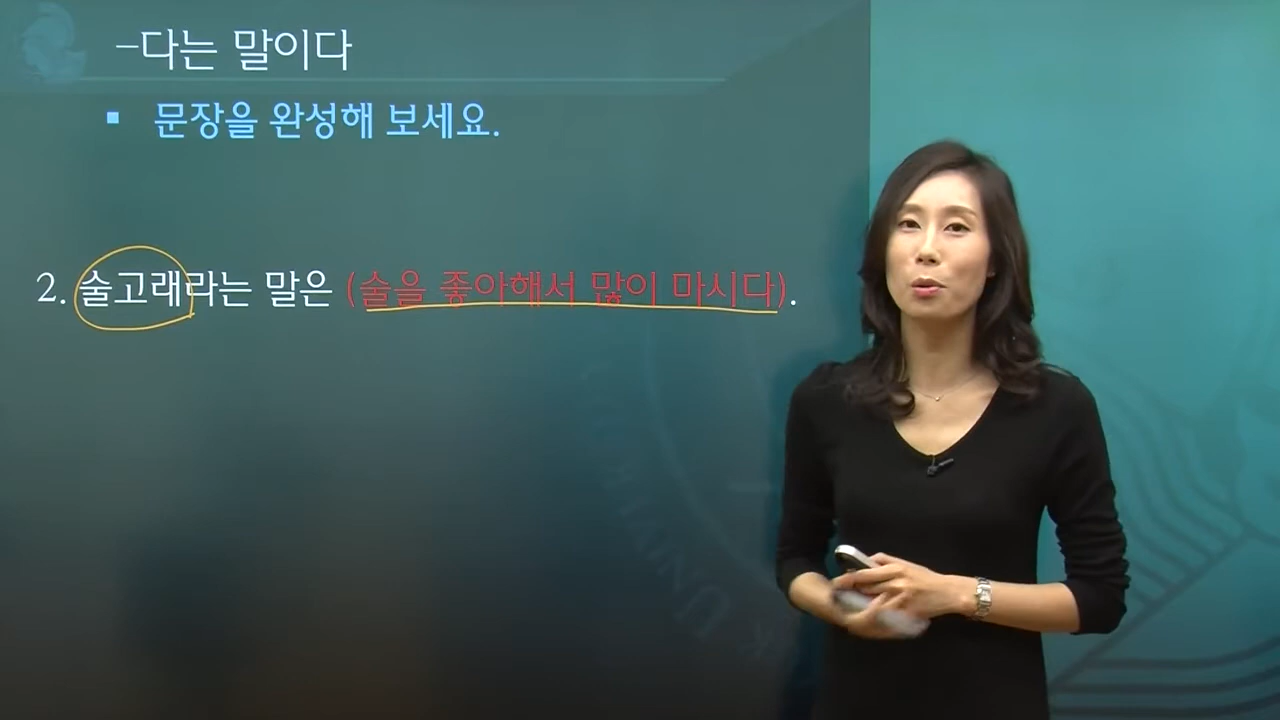 -다는 말이다
▪ 문장을 완성해 보세요.
2. 술고래라는 말은 (술을 좋아해서 많이 마시다).